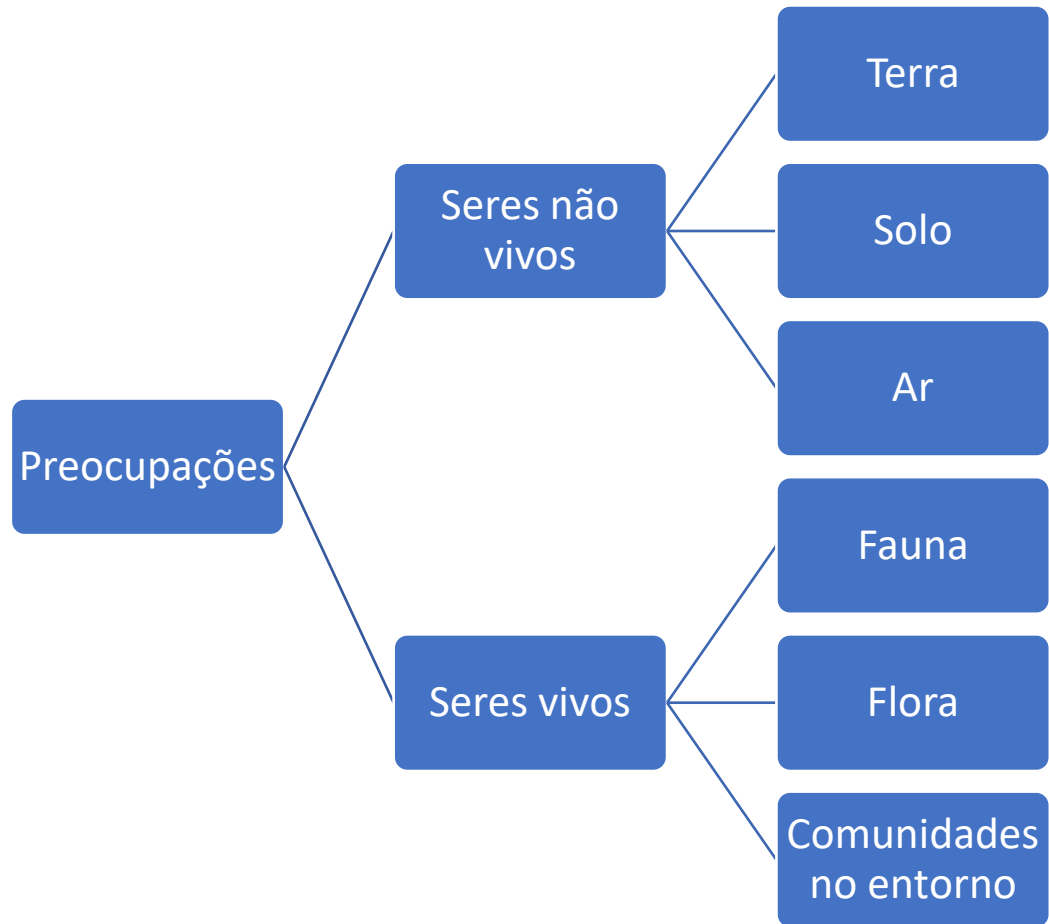 Preocupações
Seres não
vivos
Terra
Solo
Ar
Seres vivos
Fauna
Flora
Comunidades
no entorno